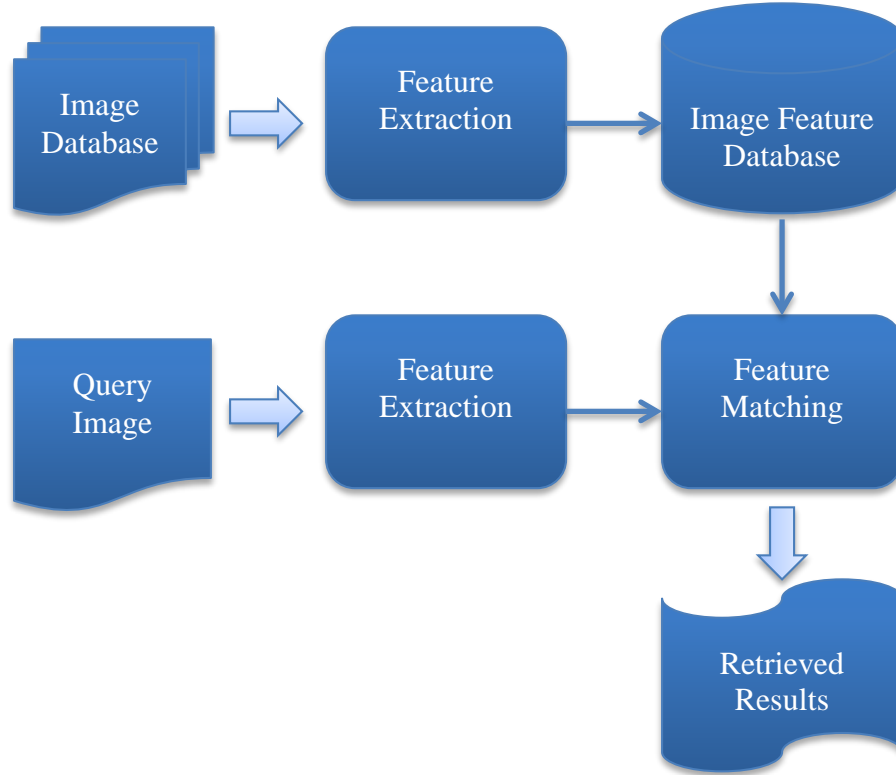 Image
Database
Feature
Extraction
Image Feature
Database
Query
Image
Feature
Extraction
Feature
Matching
Retrieved
Results